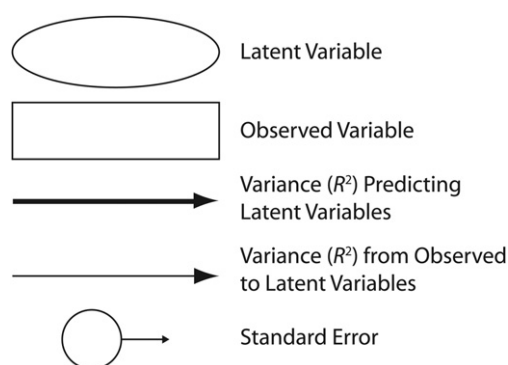 Latent Variable
Observed Variable
Variance (R²) Predicting
Latent Variables
Variance (R²) from Observed
to Latent Variables
Standard Error